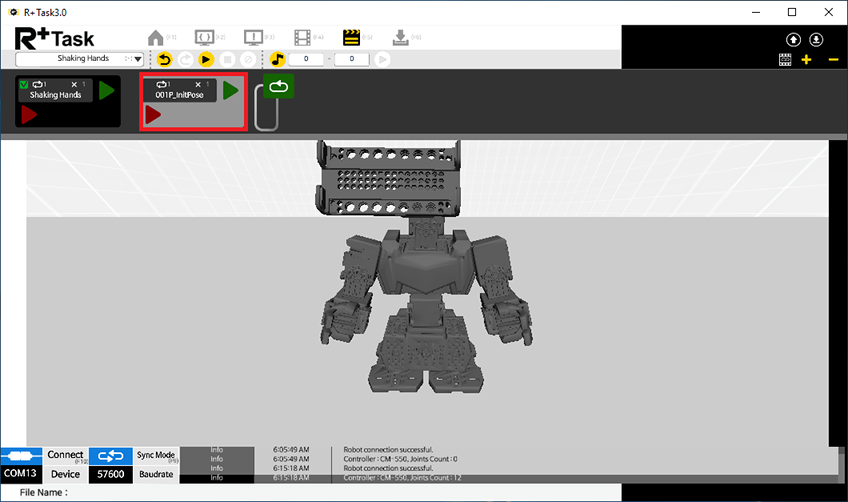 R+Task3.0
R+Task
Shaking Hands
0 - 0
1 × 1
Shaking Hands
1 × 1
001P_InitPose
Connect
Sync Mode
COM13
Device
57600
Baudrate
Info 6:05:49 AM Robot connection successful.
Info 6:05:49 AM Controller : CM-550, Joints Count : 0
Info 6:15:18 AM Robot connection successful.
Info 6:15:18 AM Controller : CM-550, Joints Count : 12
File Name :